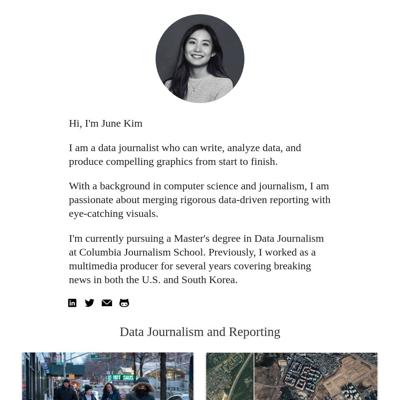 Hi, I'm June Kim
I am a data journalist who can write, analyze data, and
produce compelling graphics from start to finish.
With a background in computer science and journalism, I am
passionate about merging rigorous data-driven reporting with
eye-catching visuals.
I'm currently pursuing a Master's degree in Data Journalism
at Columbia Journalism School. Previously, I worked as a
multimedia producer for several years covering breaking
news in both the U.S. and South Korea.
Data Journalism and Reporting